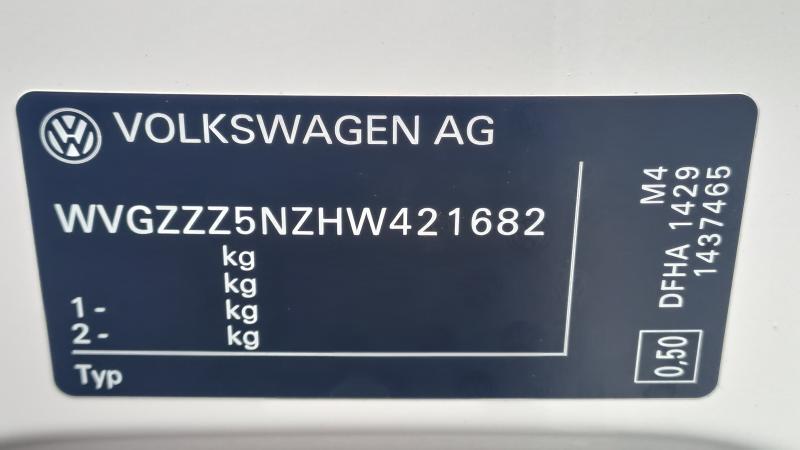 VOLKSWAGEN AG
WVGZZZ5NZHW421682
kg
kg
1 - kg
2 - kg
Typ
M4
DFHA 1429
1437465
0,50